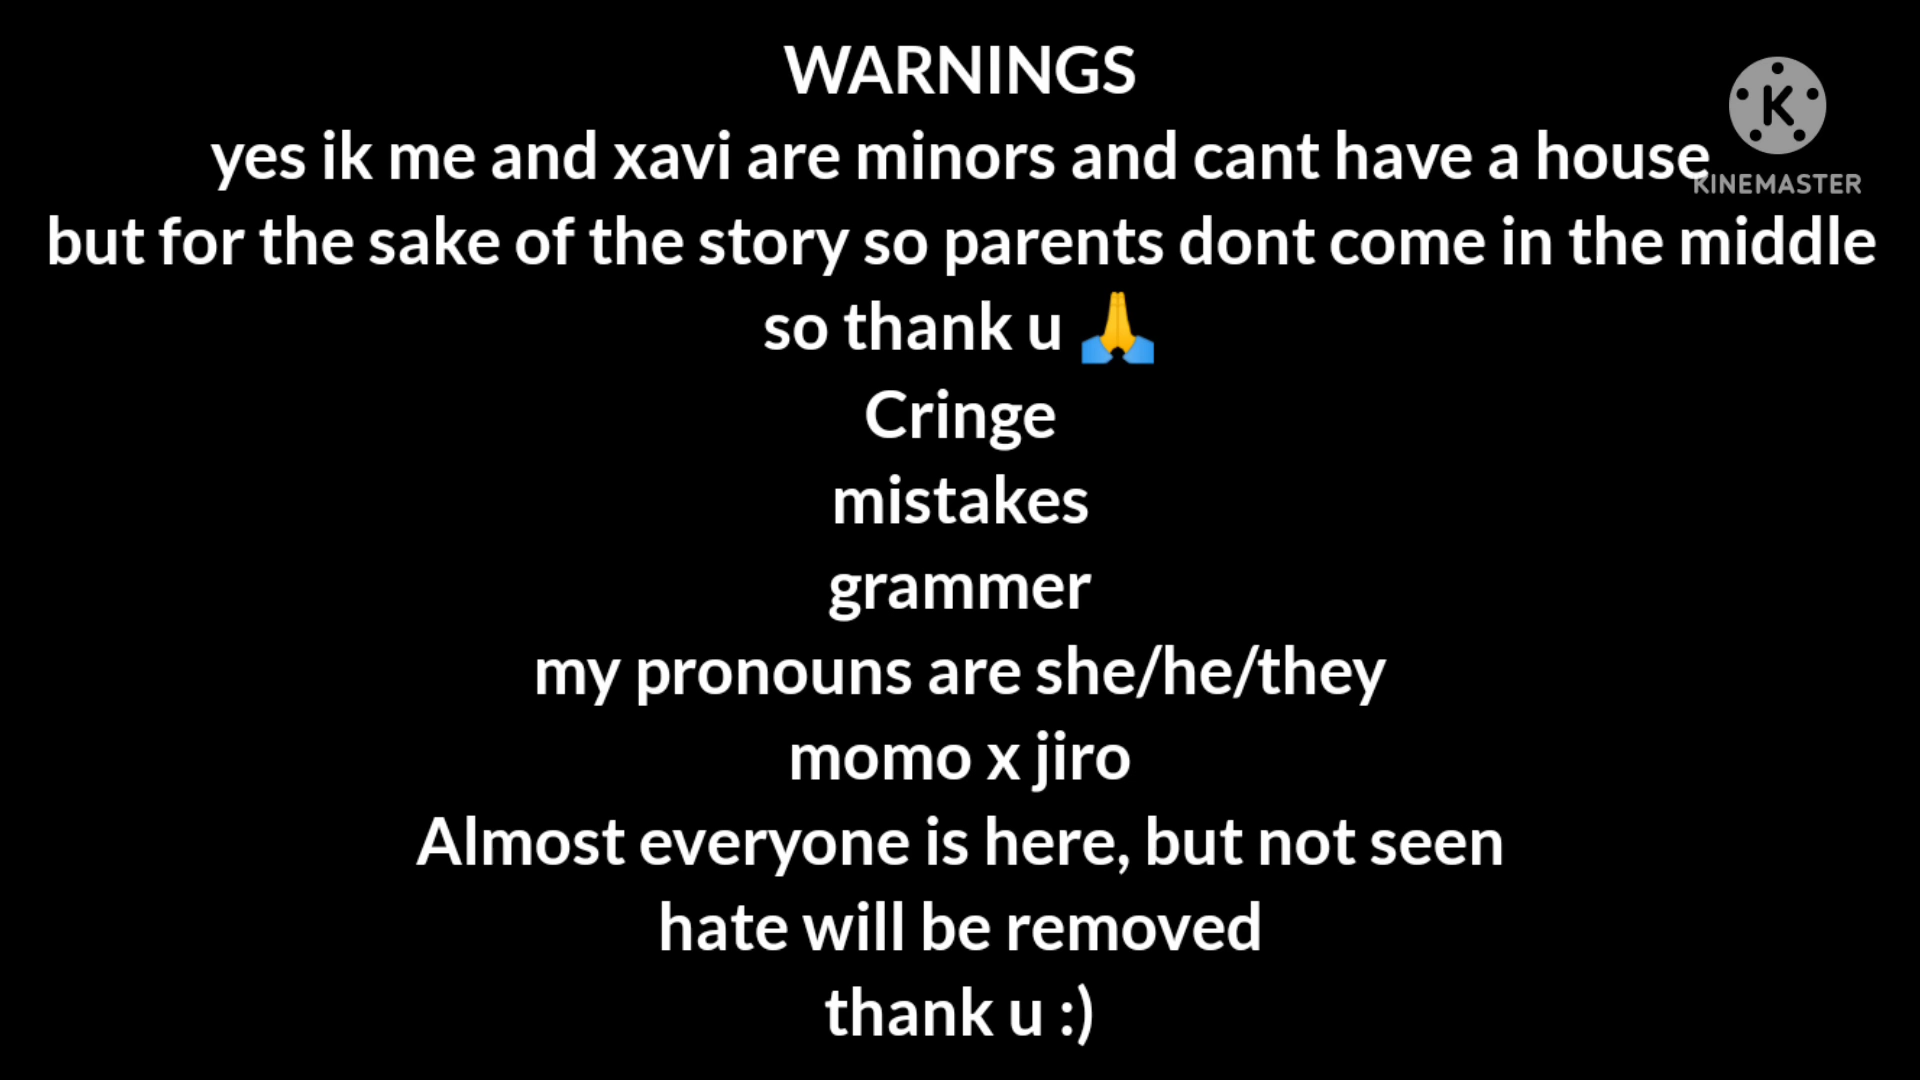 WARNINGS
yes ik me and xavi are minors and cant have a house
but for the sake of the story so parents dont come in the middle
so thank u 🙏
Cringe
mistakes
grammer
my pronouns are she/he/they
momo x jiro
Almost everyone is here, but not seen
hate will be removed
thank u :)
K
KINEMASTER